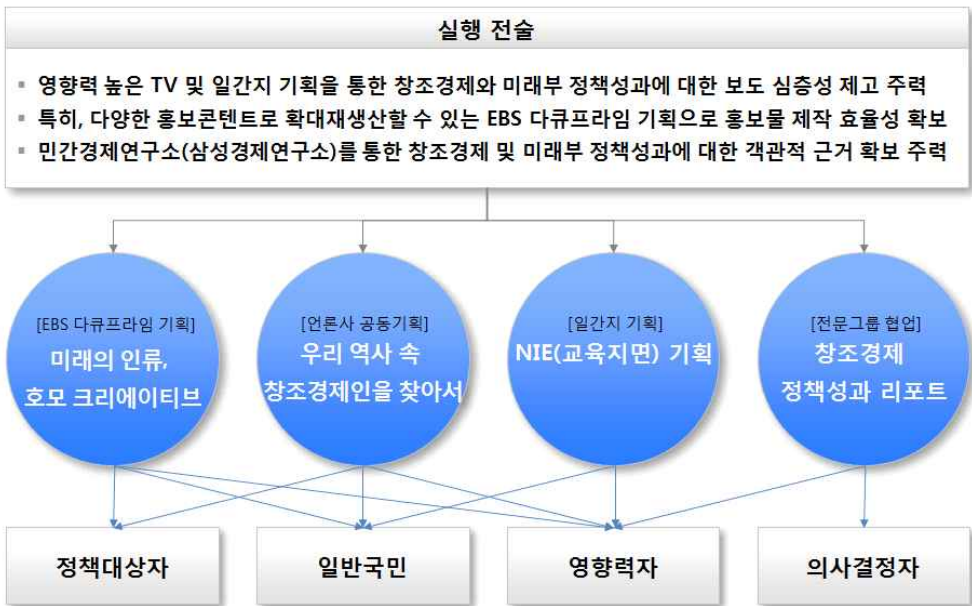 실행 전술
▪ 영향력 높은 TV 및 일간지 기획을 통한 창조경제와 미래부 정책성과에 대한 보도 심층성 제고 주력
▪ 특히, 다양한 홍보콘텐트로 확대재생산할 수 있는 EBS 다큐프라임 기획으로 홍보물 제작 효율성 확보
▪ 민간경제연구소(삼성경제연구소)를 통한 창조경제 및 미래부 정책성과에 대한 객관적 근거 확보 주력
[EBS 다큐프라임 기획]
미래의 인류,
호모 크리에이티브
[언론사 공동기획]
우리 역사 속
창조경제인을 찾아서
[일간지 기획]
NIE(교육지면) 기획
[전문그룹 협업]
창조경제
정책성과 리포트
정책대상자
일반국민
영향력자
의사결정자